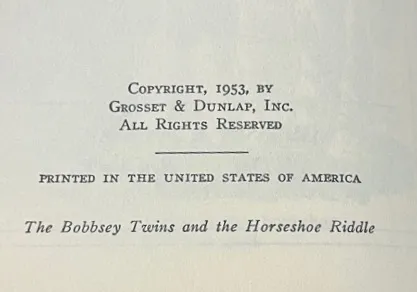 Copyright, 1953, by
Grosset & Dunlap, Inc.
All Rights Reserved
PRINTED IN THE UNITED STATES OF AMERICA
The Bobbsey Twins and the Horseshoe Riddle